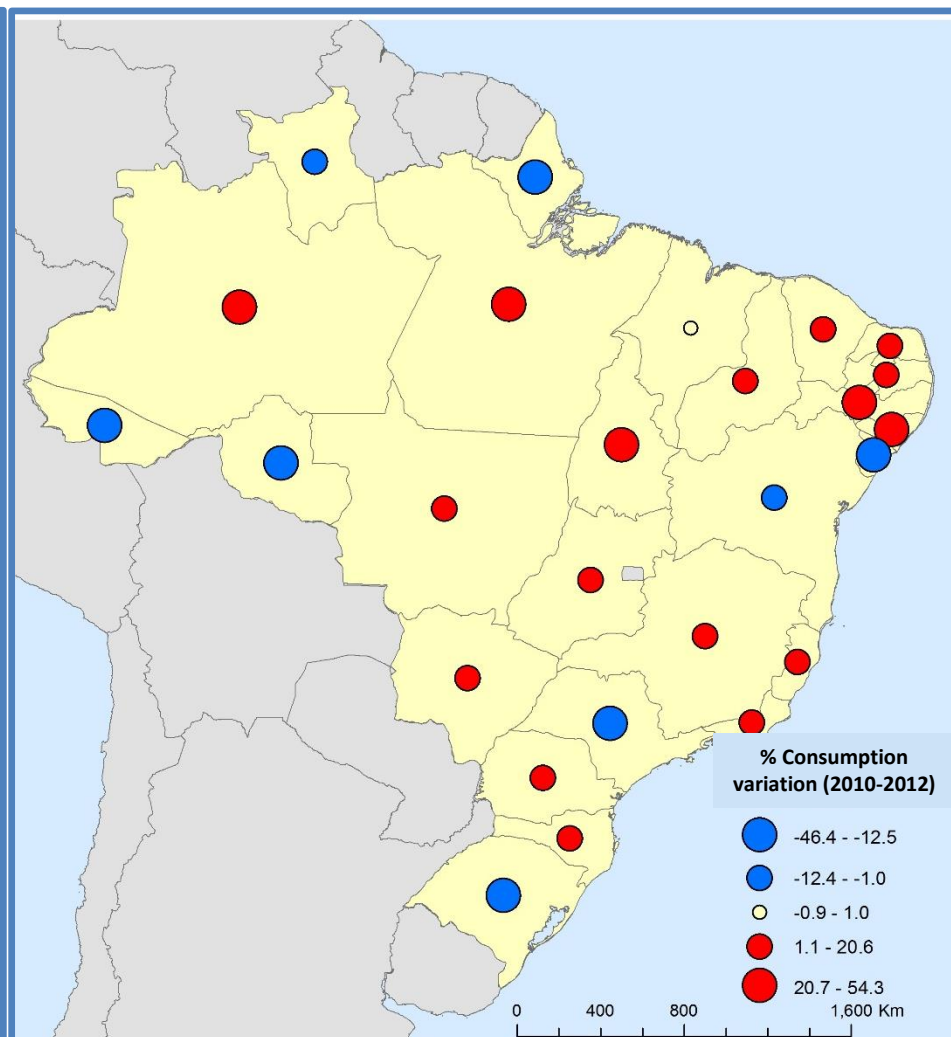 % Consumption
variation (2010-2012)
-46.4 - -12.5
-12.4 - -1.0
-0.9 - 1.0
1.1 - 20.6
20.7 - 54.3
0 400 800 1,600 Km